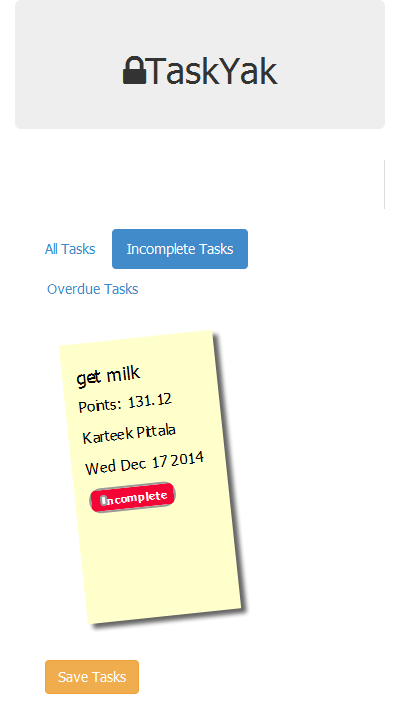 TaskYak
All Tasks
Incomplete Tasks
Overdue Tasks
get milk
Points: 131.12
Karteek Pittala
Wed Dec 17 2014
Incomplete
Save Tasks